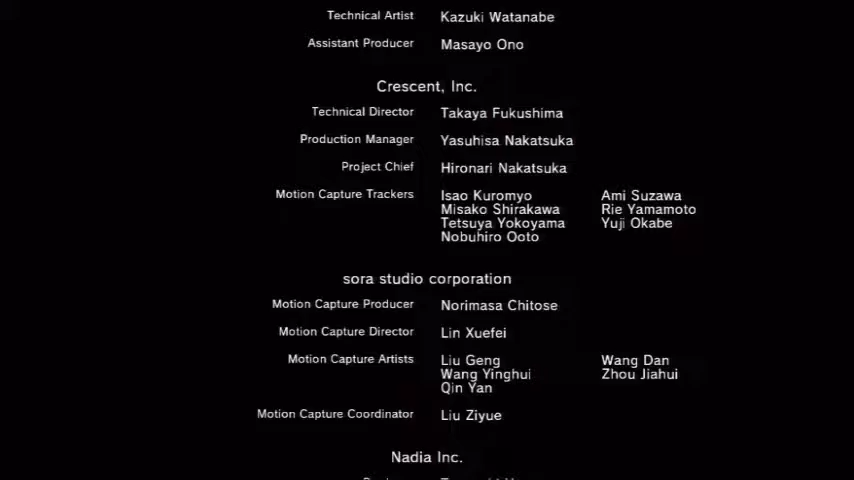 Technical Artist Kazuki Watanabe
Assistant Producer Masayo Ono
Crescent, Inc.
Technical Director Takaya Fukushima
Production Manager Yasuhisa Nakatsuka
Project Chief Hironari Nakatsuka
Motion Capture Trackers Isao Kuromyo Ami Suzawa
Misako Shirakawa Rie Yamamoto
Tetsuya Yokoyama Yuji Okabe
Nobuhiro Ooto
sora studio corporation
Motion Capture Producer Norimasa Chitose
Motion Capture Director Lin Xuefei
Motion Capture Artists Liu Geng Wang Dan
Wang Yinghui Zhou Jiahui
Qin Yan
Motion Capture Coordinator Liu Ziyue
Nadia Inc.